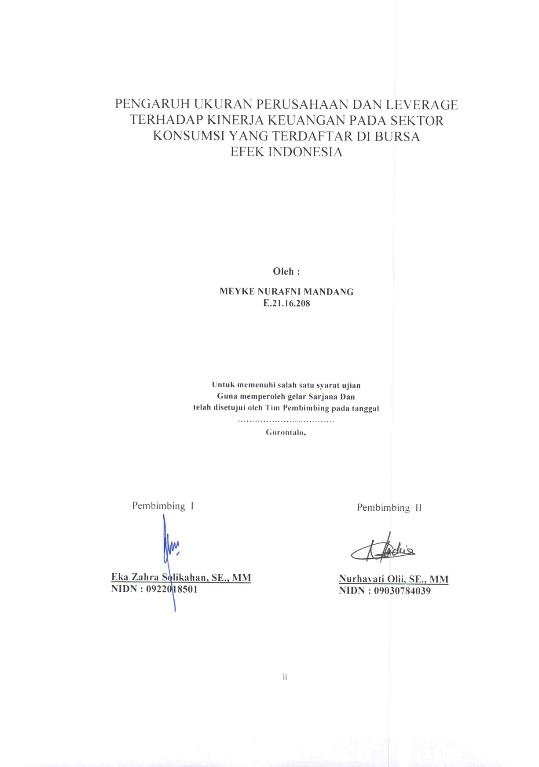 PENGARUH UKURAN PERUSAHAAN DAN LEVERAGE
TERHADAP KINERJA KEUANGAN PADA SEKTOR
KONSUMSI YANG TERDAFTAR DI BURSA
EFEK INDONESIA
Oleh :
MEYKE NURAFNI MANDANG
E.21.16.208
Untuk memenuhi salah satu syarat ujian
Guna memperoleh gelar Sarjana Dan
telah disetujui oleh Tim Pembimbing pada tanggal
..................................
Gorontalo,
Pembimbing I Pembimbing II
Eka Zahra Solikahan, SE., MM Nurhayati Olii, SE., MM
NIDN : 0922018501 NIDN : 09030784039
ii